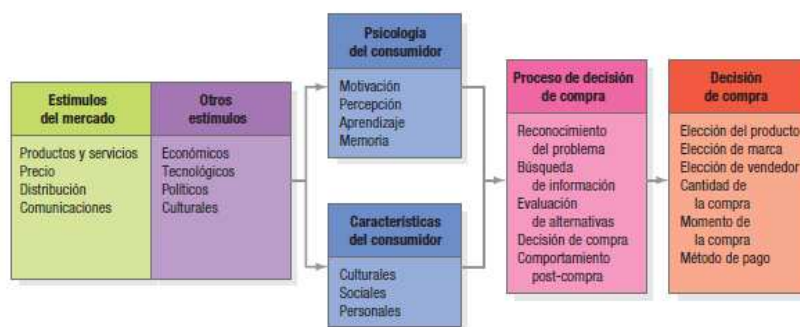 Estímulos
del mercado
Productos y servicios
Precio
Distribución
Comunicaciones
Otros
estímulos
Económicos
Tecnológicos
Políticos
Culturales
Psicología
del consumidor
Motivación
Percepción
Aprendizaje
Memoria
Características
del consumidor
Culturales
Sociales
Personales
Proceso de decisión
de compra
Reconocimiento
del problema
Búsqueda
de información
Evaluación
de alternativas
Decisión de compra
Comportamiento
post-compra
Decisión
de compra
Elección del producto
Elección de marca
Elección de vendedor
Cantidad de
la compra
Momento de
la compra
Método de pago